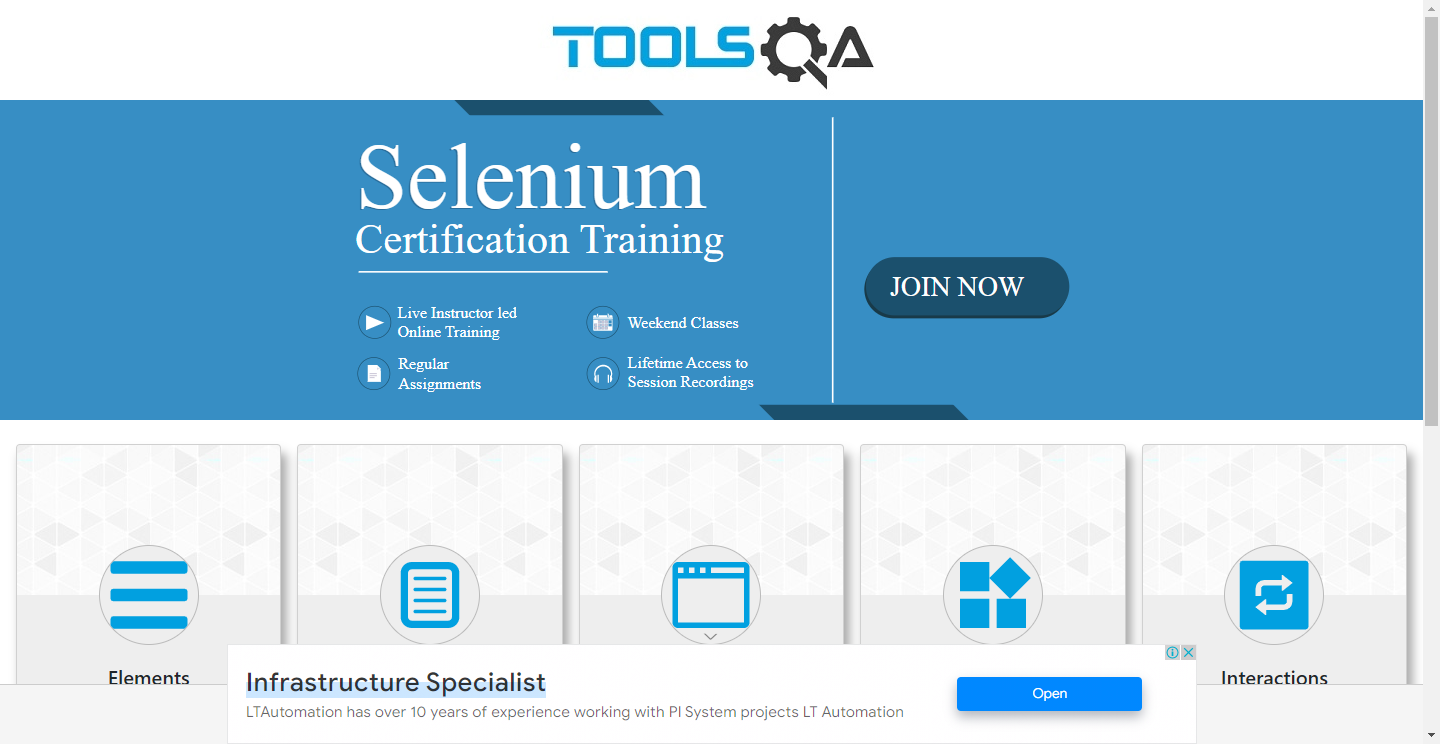 TOOLSQA
Selenium
Certification Training
JOIN NOW
Live Instructor led
Online Training
Weekend Classes
Regular
Assignments
Lifetime Access to
Session Recordings
Elements
Interactions
Infrastructure Specialist
LTAutomation has over 10 years of experience working with PI System projects LT Automation
Open